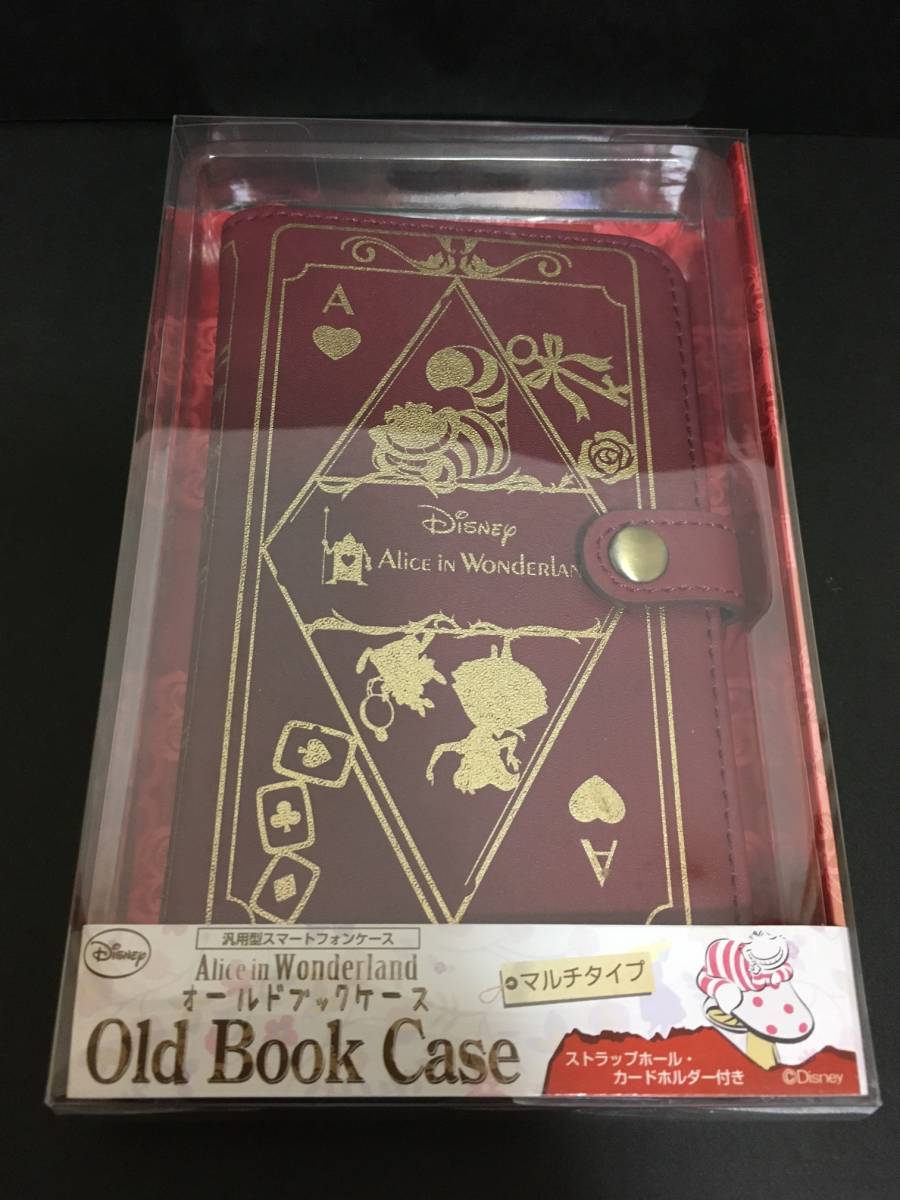 A
Disney
Alice in Wonderlan
A
Disney
汎用型スマートフォンケース
Alice in Wonderland
オールドブックケース
Old Book Case
マルチタイプ
ストラップホール・
カードホルダー付き
©Disney